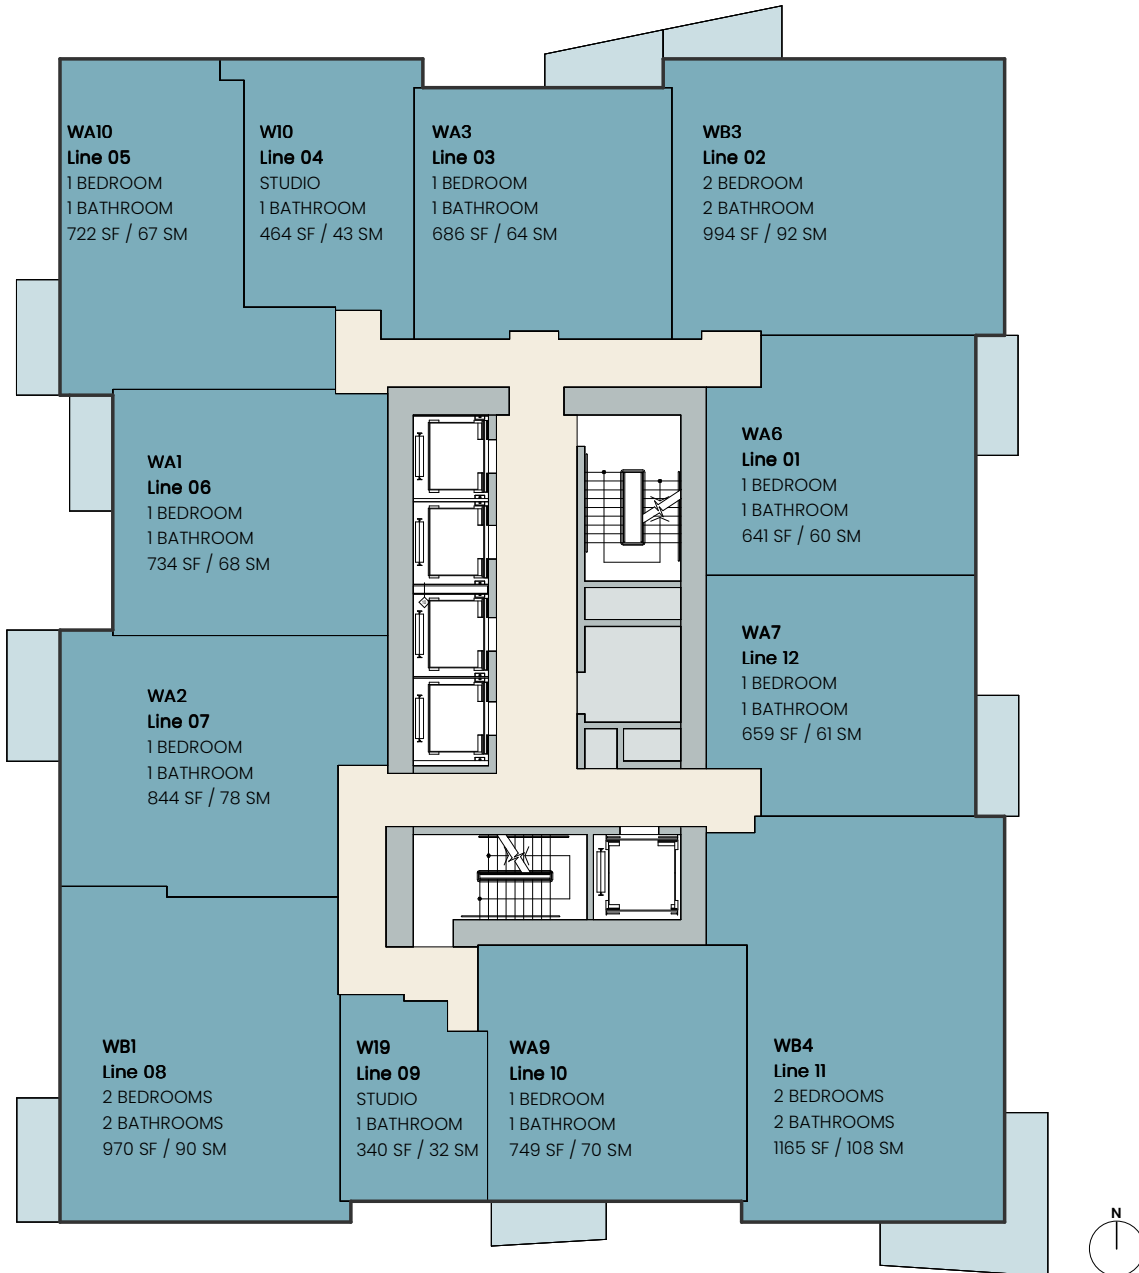 WA10
Line 05
1 BEDROOM
1 BATHROOM
722 SF / 67 SM
W10
Line 04
STUDIO
1 BATHROOM
464 SF / 43 SM
WA3
Line 03
1 BEDROOM
1 BATHROOM
686 SF / 64 SM
WB3
Line 02
2 BEDROOM
2 BATHROOM
994 SF / 92 SM
WA1
Line 06
1 BEDROOM
1 BATHROOM
734 SF / 68 SM
WA6
Line 01
1 BEDROOM
1 BATHROOM
641 SF / 60 SM
WA2
Line 07
1 BEDROOM
1 BATHROOM
844 SF / 78 SM
WA7
Line 12
1 BEDROOM
1 BATHROOM
659 SF / 61 SM
WB1
Line 08
2 BEDROOMS
2 BATHROOMS
970 SF / 90 SM
W19
Line 09
STUDIO
1 BATHROOM
340 SF / 32 SM
WA9
Line 10
1 BEDROOM
1 BATHROOM
749 SF / 70 SM
WB4
Line 11
2 BEDROOMS
2 BATHROOMS
1165 SF / 108 SM
N